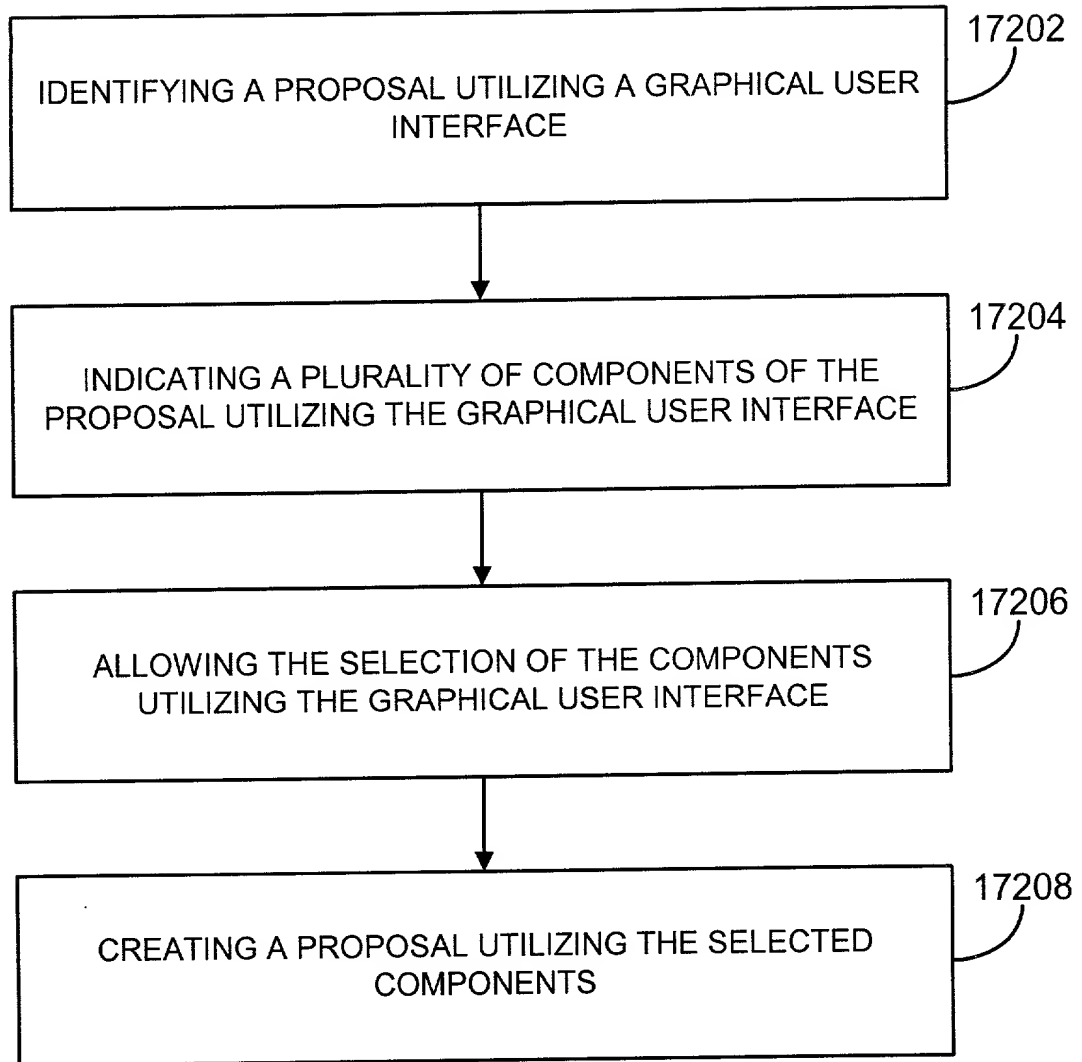 17202
IDENTIFYING A PROPOSAL UTILIZING A GRAPHICAL USER
INTERFACE
17204
INDICATING A PLURALITY OF COMPONENTS OF THE
PROPOSAL UTILIZING THE GRAPHICAL USER INTERFACE
17206
ALLOWING THE SELECTION OF THE COMPONENTS
UTILIZING THE GRAPHICAL USER INTERFACE
17208
CREATING A PROPOSAL UTILIZING THE SELECTED
COMPONENTS